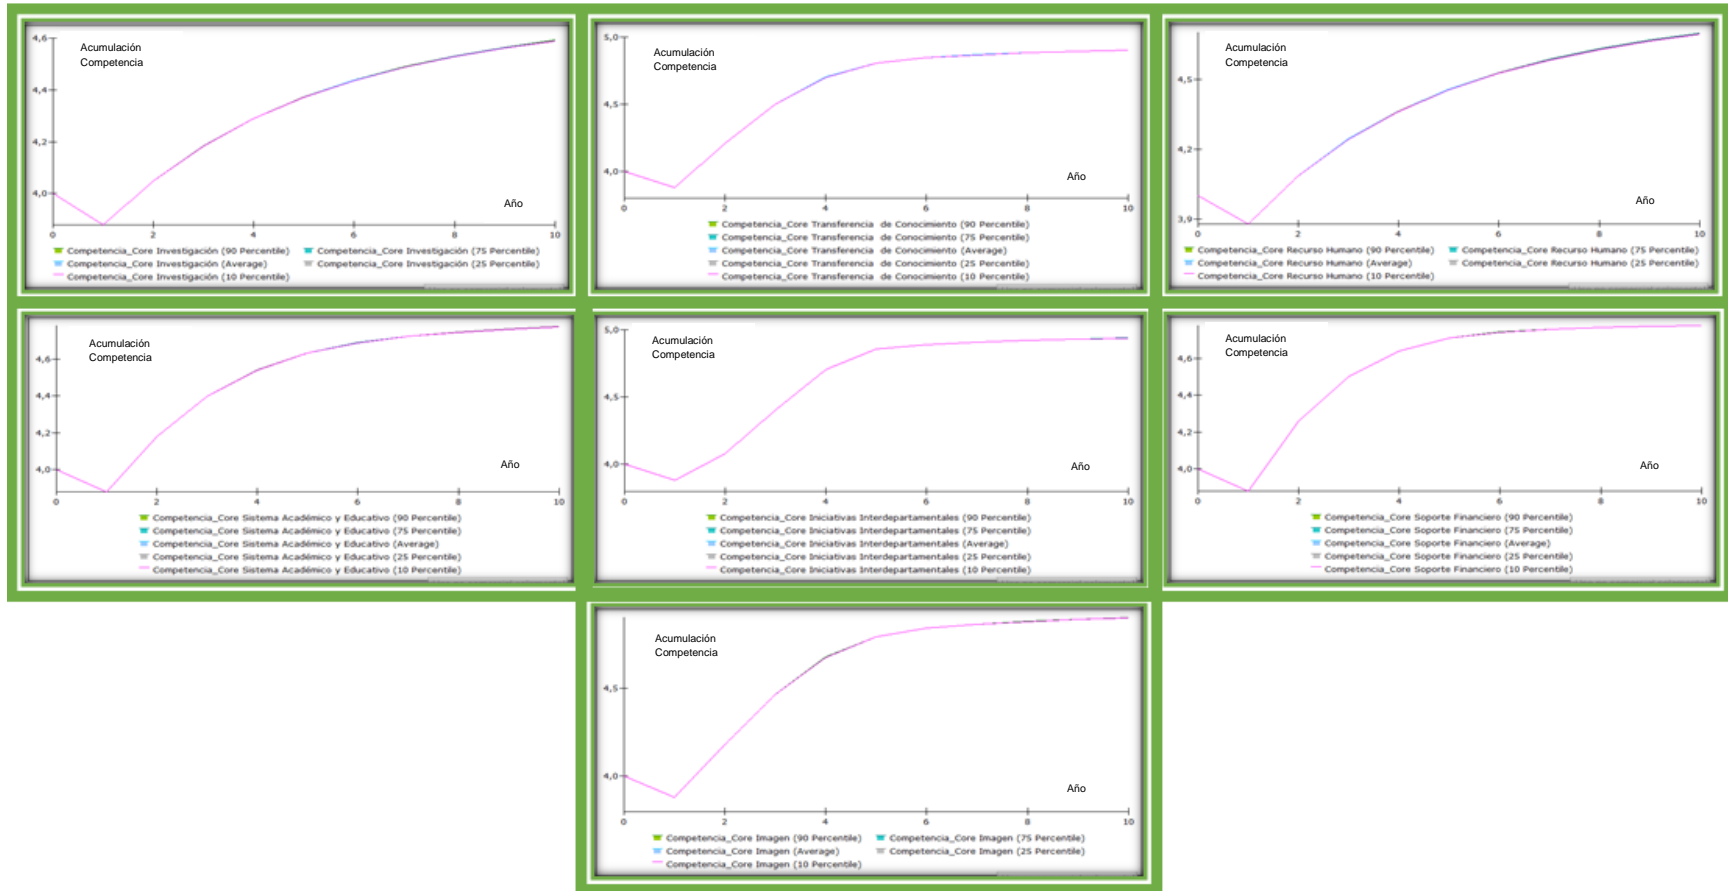 4,6
Acumulación
Competencia
4,4
4,2
4,0
Año
0 2 4 6 8 10
Competencia_Core Investigación (90 Percentile) Competencia_Core Investigación (75 Percentile)
Competencia_Core Investigación (Average) Competencia_Core Investigación (25 Percentile)
Competencia_Core Investigación (10 Percentile)
5,0
Acumulación
Competencia
4,5
4,0
Año
0 2 4 6 8 10
Competencia_Core Transferencia de Conocimiento (90 Percentile)
Competencia_Core Transferencia de Conocimiento (75 Percentile)
Competencia_Core Transferencia de Conocimiento (Average)
Competencia_Core Transferencia de Conocimiento (25 Percentile)
Competencia_Core Transferencia de Conocimiento (10 Percentile)
Acumulación
Competencia
4,5
4,2
3,9
Año
0 2 4 6 8 10
Competencia_Core Recurso Humano (90 Percentile) Competencia_Core Recurso Humano (75 Percentile)
Competencia_Core Recurso Humano (Average) Competencia_Core Recurso Humano (25 Percentile)
Competencia_Core Recurso Humano (10 Percentile)
Acumulación
Competencia
4,6
4,4
4,2
4,0
Año
0 2 4 6 8 10
Competencia_Core Sistema Académico y Educativo (90 Percentile)
Competencia_Core Sistema Académico y Educativo (75 Percentile)
Competencia_Core Sistema Académico y Educativo (Average)
Competencia_Core Sistema Académico y Educativo (25 Percentile)
Competencia_Core Sistema Académico y Educativo (10 Percentile)
5,0
Acumulación
Competencia
4,5
4,0
Año
0 2 4 6 8 10
Competencia_Core Iniciativas Interdepartamentales (90 Percentile)
Competencia_Core Iniciativas Interdepartamentales (75 Percentile)
Competencia_Core Iniciativas Interdepartamentales (Average)
Competencia_Core Iniciativas Interdepartamentales (25 Percentile)
Competencia_Core Iniciativas Interdepartamentales (10 Percentile)
Acumulación
Competencia
4,6
4,4
4,2
4,0
Año
0 2 4 6 8 10
Competencia_Core Soporte Financiero (90 Percentile)
Competencia_Core Soporte Financiero (75 Percentile)
Competencia_Core Soporte Financiero (Average)
Competencia_Core Soporte Financiero (25 Percentile)
Competencia_Core Soporte Financiero (10 Percentile)
Acumulación
Competencia
4,5
4,0
Año
0 2 4 6 8 10
Competencia_Core Imagen (90 Percentile) Competencia_Core Imagen (75 Percentile)
Competencia_Core Imagen (Average) Competencia_Core Imagen (25 Percentile)
Competencia_Core Imagen (10 Percentile)